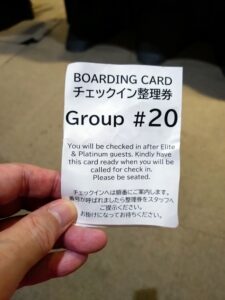 BOARDING CARD
チェックイン整理券
Group #20
You will be checked in after Elite
& Platinum guests. Kindly have
this card ready when you will be
called for check in.
Please be seated.
チェックインへは順番にご案内します。
番号が呼ばれましたら整理券をスタッフへ
ご提示ください。
お掛けになってお待ちください。